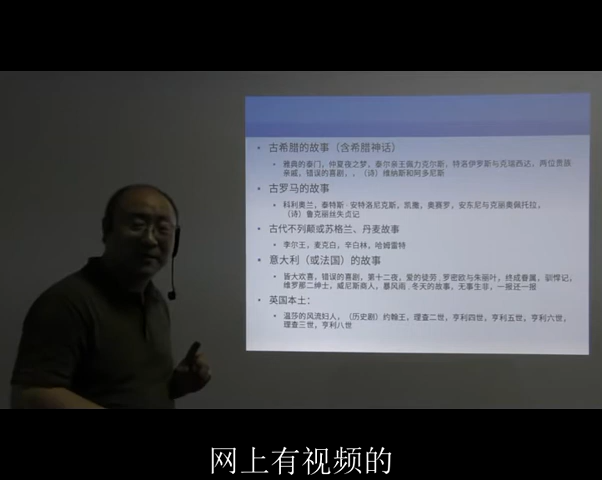 古希腊的故事（含希腊神话）
雅典的泰门，仲夏夜之梦，泰尔亲王佩力克尔斯，特洛伊罗斯与克瑞西达，两位贵族
亲戚，错误的喜剧，，（诗）维纳斯和阿多尼斯
古罗马的故事
科利奥兰，泰特斯·安特洛尼克斯，凯撒，奥赛罗，安东尼与克丽奥佩托拉，
（诗）鲁克丽丝失贞记
古代不列颠或苏格兰、丹麦故事
李尔王，麦克白，辛白林，哈姆雷特
意大利（或法国）的故事
皆大欢喜，错误的喜剧，第十二夜，爱的徒劳，罗密欧与朱丽叶，终成眷属，驯悍记，
维罗那二绅士，威尼斯商人，暴风雨，冬天的故事，无事生非，一报还一报
英国本土：
温莎的风流妇人，（历史剧）约翰王，理查二世，亨利四世，亨利五世，亨利六世，
理查三世，亨利八世
网上有视频的